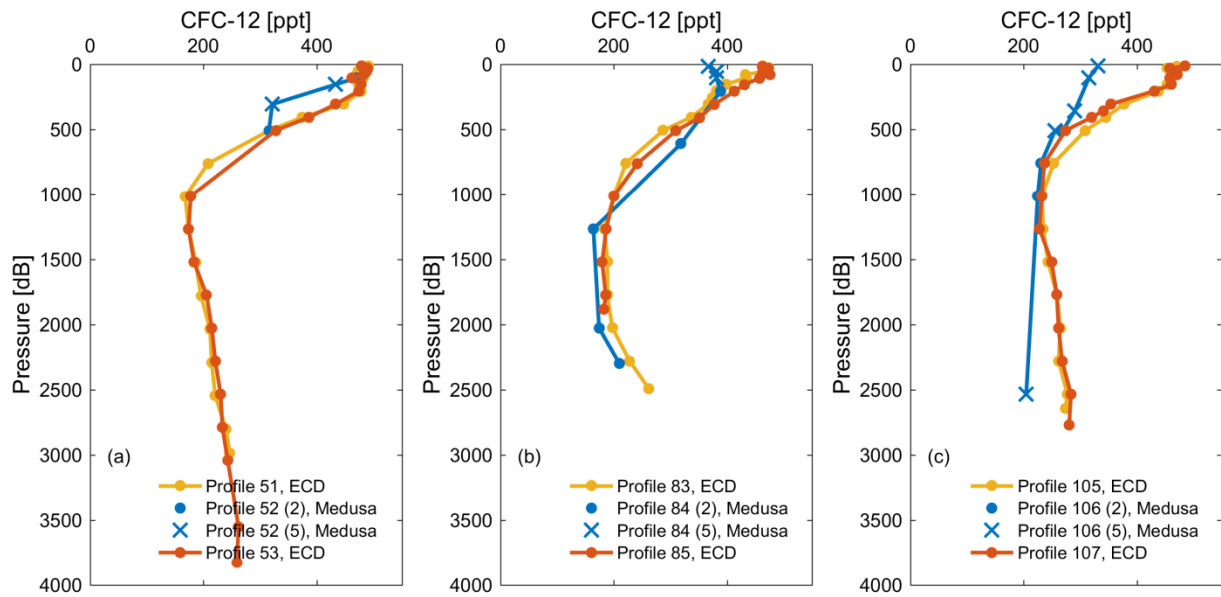 CFC-12 [ppt]
0 200 400
0
500
1000
1500
2000
2500
3000
3500
4000
Pressure [dB]
(a)
Profile 51, ECD
Profile 52 (2), Medusa
Profile 52 (5), Medusa
Profile 53, ECD
CFC-12 [ppt]
0 200 400
0
500
1000
1500
2000
2500
3000
3500
4000
Pressure [dB]
(b)
Profile 83, ECD
Profile 84 (2), Medusa
Profile 84 (5), Medusa
Profile 85, ECD
CFC-12 [ppt]
0 200 400
0
500
1000
1500
2000
2500
3000
3500
4000
Pressure [dB]
(c)
Profile 105, ECD
Profile 106 (2), Medusa
Profile 106 (5), Medusa
Profile 107, ECD